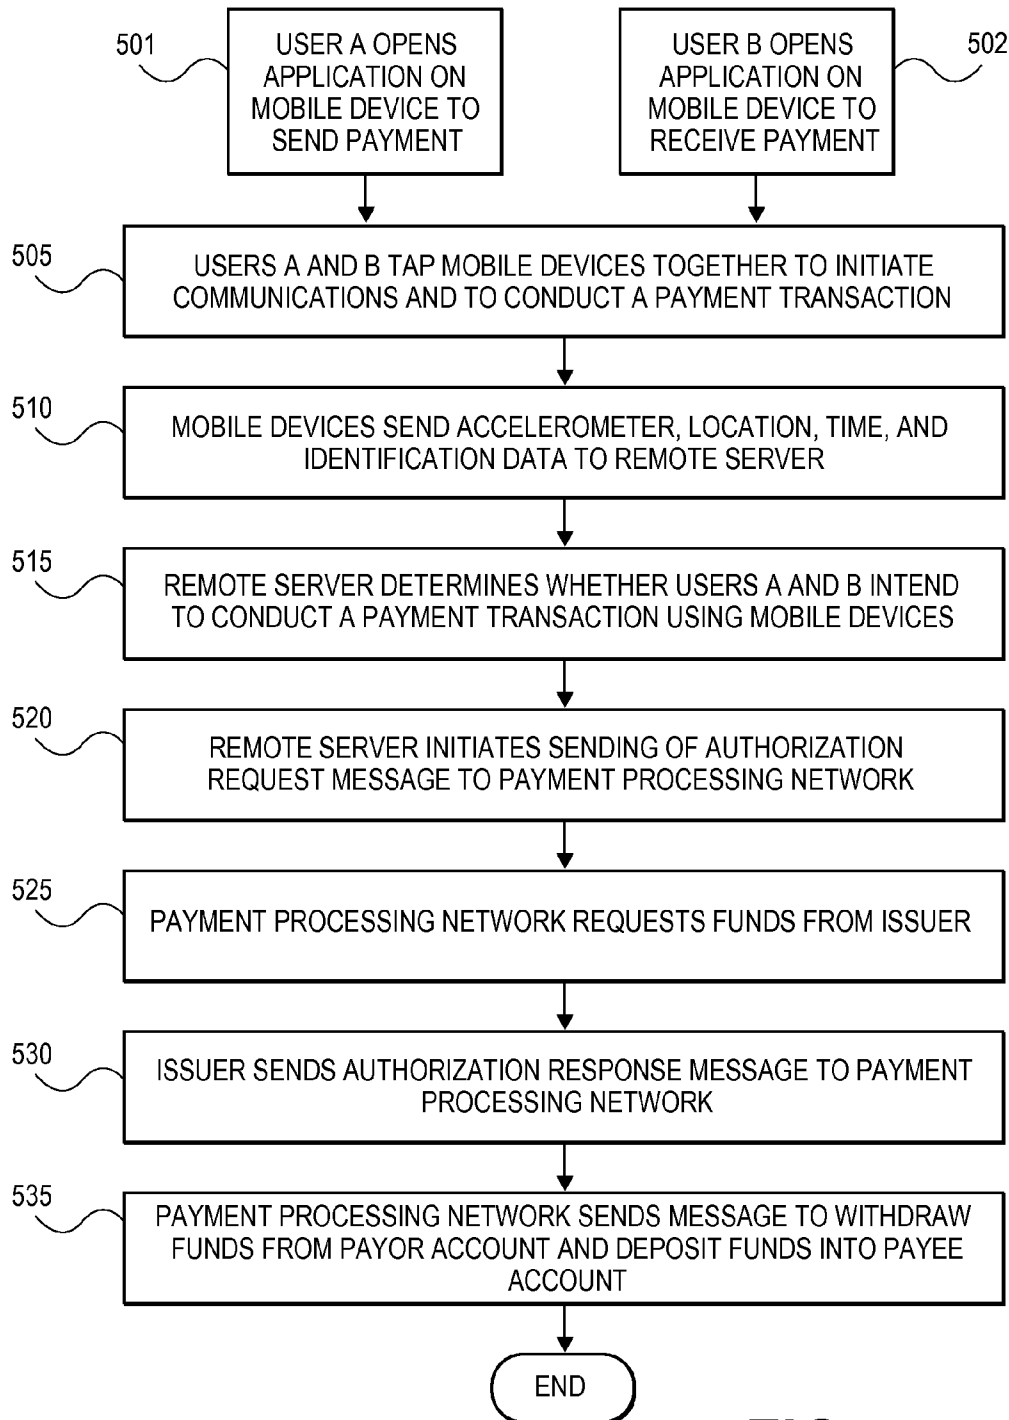 501
USER A OPENS
APPLICATION ON
MOBILE DEVICE TO
SEND PAYMENT
USER B OPENS
APPLICATION ON
MOBILE DEVICE TO
RECEIVE PAYMENT
502
505
USERS A AND B TAP MOBILE DEVICES TOGETHER TO INITIATE
COMMUNICATIONS AND TO CONDUCT A PAYMENT TRANSACTION
510
MOBILE DEVICES SEND ACCELEROMETER, LOCATION, TIME, AND
IDENTIFICATION DATA TO REMOTE SERVER
515
REMOTE SERVER DETERMINES WHETHER USERS A AND B INTEND
TO CONDUCT A PAYMENT TRANSACTION USING MOBILE DEVICES
520
REMOTE SERVER INITIATES SENDING OF AUTHORIZATION
REQUEST MESSAGE TO PAYMENT PROCESSING NETWORK
525
PAYMENT PROCESSING NETWORK REQUESTS FUNDS FROM ISSUER
530
ISSUER SENDS AUTHORIZATION RESPONSE MESSAGE TO PAYMENT
PROCESSING NETWORK
535
PAYMENT PROCESSING NETWORK SENDS MESSAGE TO WITHDRAW
FUNDS FROM PAYOR ACCOUNT AND DEPOSIT FUNDS INTO PAYEE
ACCOUNT
END